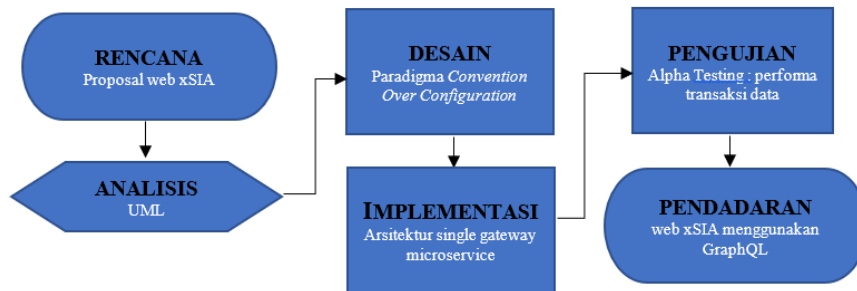 RENCANA
Proposal web xSIA
ANALISIS
UML
DESAIN
Paradigma Convention
Over Configuration
IMPLEMENTASI
Arsitektur single gateway
microservice
PENGUJIAN
Alpha Testing : performa
transaksi data
PENDADARAN
web xSIA menggunakan
GraphQL